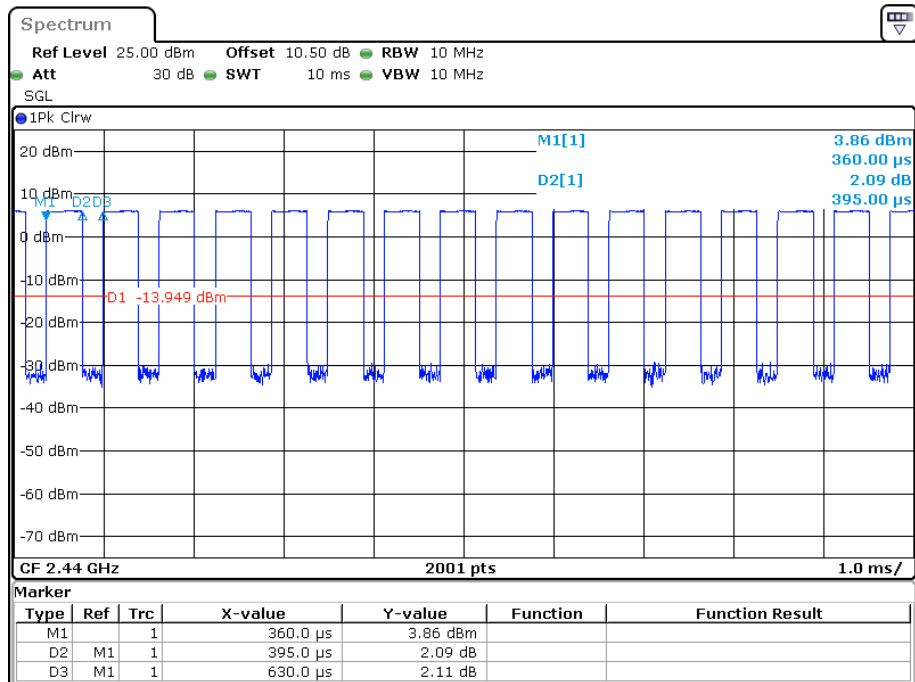 Spectrum
Ref Level 25.00 dBm Offset 10.50 dB RBW 10 MHz
Att 30 dB SWT 10 ms VBW 10 MHz
SGL
1Pk Clrw
M1[1] 3.86 dBm
360.00 µs
D2[1] 2.09 dB
395.00 µs
20 dBm
10 dBm
M1 D2 D3
0 dBm
-10 dBm
D1 -13.949 dBm
-20 dBm
-30 dBm
-40 dBm
-50 dBm
-60 dBm
-70 dBm
CF 2.44 GHz 2001 pts 1.0 ms/
Marker
Type Ref Trc X-value Y-value Function Function Result
M1 1 360.0 µs 3.86 dBm
D2 M1 1 395.0 µs 2.09 dB
D3 M1 1 630.0 µs 2.11 dB